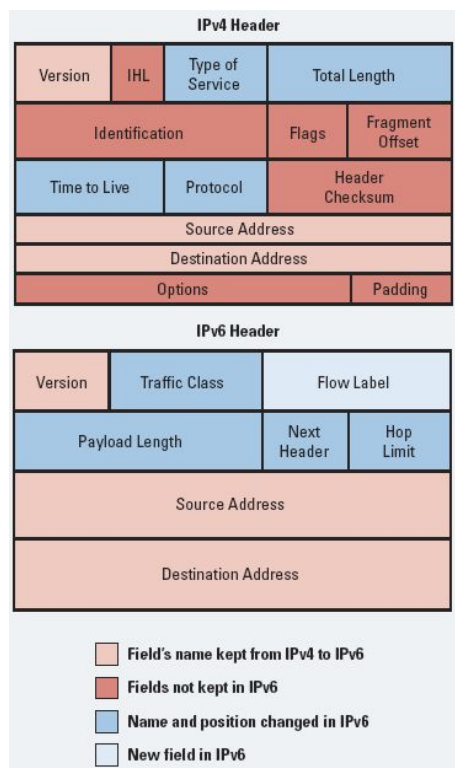 IPv4 Header
Version IHL Type of Service Total Length
Identification Flags Fragment Offset
Time to Live Protocol Header Checksum
Source Address
Destination Address
Options Padding
IPv6 Header
Version Traffic Class Flow Label
Payload Length Next Header Hop Limit
Source Address
Destination Address
Field's name kept from IPv4 to IPv6
Fields not kept in IPv6
Name and position changed in IPv6
New field in IPv6